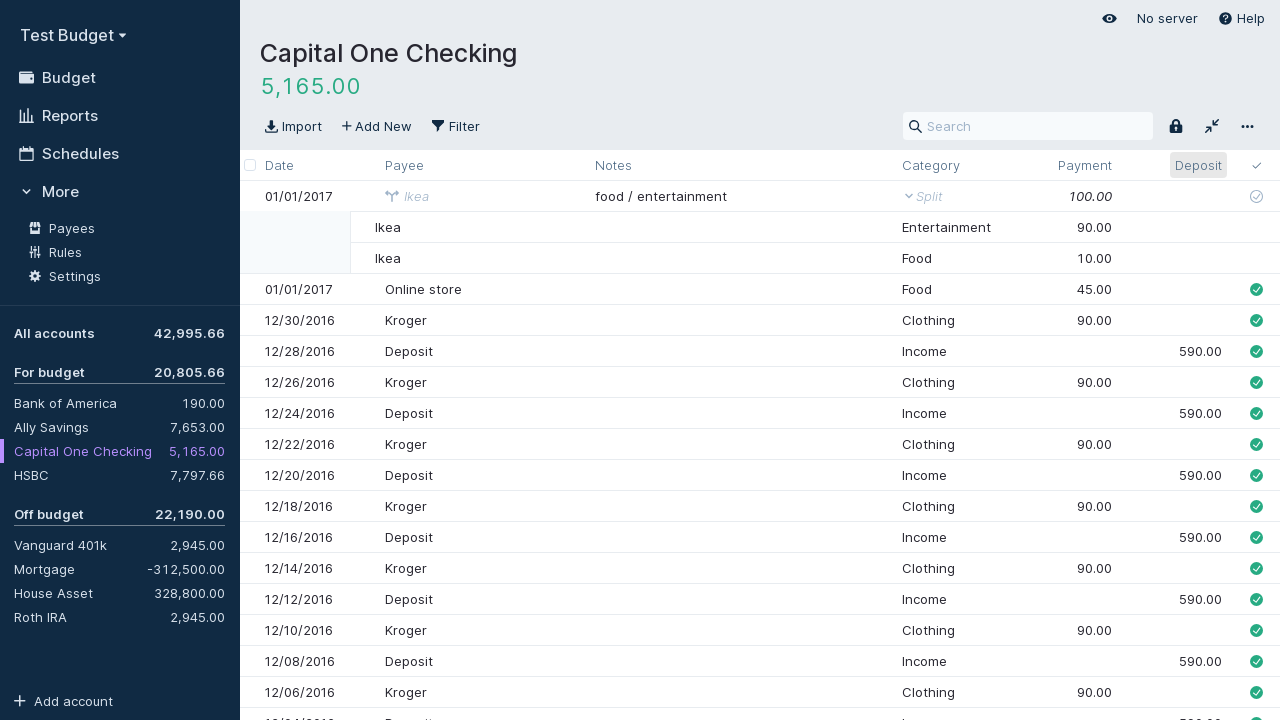 Test Budget
Budget
Reports
Schedules
More
Payees
Rules
Settings
All accounts 42,995.66
For budget 20,805.66
Bank of America 190.00
Ally Savings 7,653.00
Capital One Checking 5,165.00
HSBC 7,797.66
Off budget 22,190.00
Vanguard 401k 2,945.00
Mortgage -312,500.00
House Asset 328,800.00
Roth IRA 2,945.00
Add account
No server Help
Capital One Checking
5,165.00
Import Add New Filter Search
Date Payee Notes Category Payment Deposit
01/01/2017 Ikea food / entertainment Split 100.00
Ikea Entertainment 90.00
Ikea Food 10.00
01/01/2017 Online store Food 45.00
12/30/2016 Kroger Clothing 90.00
12/28/2016 Deposit Income 590.00
12/26/2016 Kroger Clothing 90.00
12/24/2016 Deposit Income 590.00
12/22/2016 Kroger Clothing 90.00
12/20/2016 Deposit Income 590.00
12/18/2016 Kroger Clothing 90.00
12/16/2016 Deposit Income 590.00
12/14/2016 Kroger Clothing 90.00
12/12/2016 Deposit Income 590.00
12/10/2016 Kroger Clothing 90.00
12/08/2016 Deposit Income 590.00
12/06/2016 Kroger Clothing 90.00